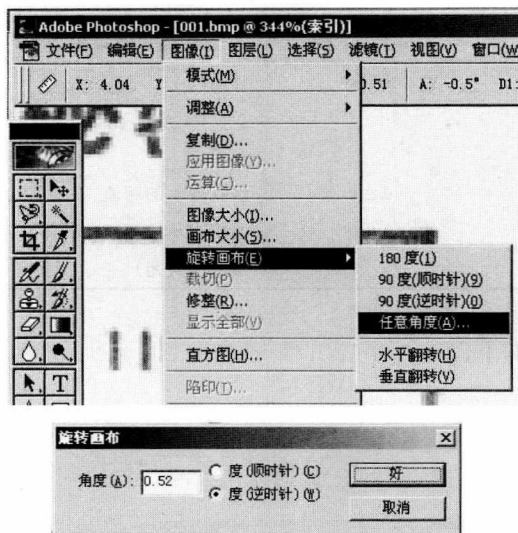 Adobe Photoshop - [001.bmp @ 344%(索引)]
文件(F) 编辑(E) 图像(I) 图层(L) 选择(S) 滤镜(T) 视图(V) 窗口(W
X: 4.04 Y 0.51 A: -0.5° D1:
模式(M)
调整(A)
复制(D)...
应用图像(Y)...
运算(C)...
图像大小(I)...
画布大小(S)...
旋转画布(E)
裁切(P)
修整(R)...
显示全部(V)
直方图(H)...
陷印(T)...
180 度(1)
90 度(顺时针)(9)
90 度(逆时针)(0)
任意角度(A)...
水平翻转(H)
垂直翻转(V)
T
旋转画布
角度(A): 0.52
度(顺时针)(C)
度(逆时针)(W)
好
取消